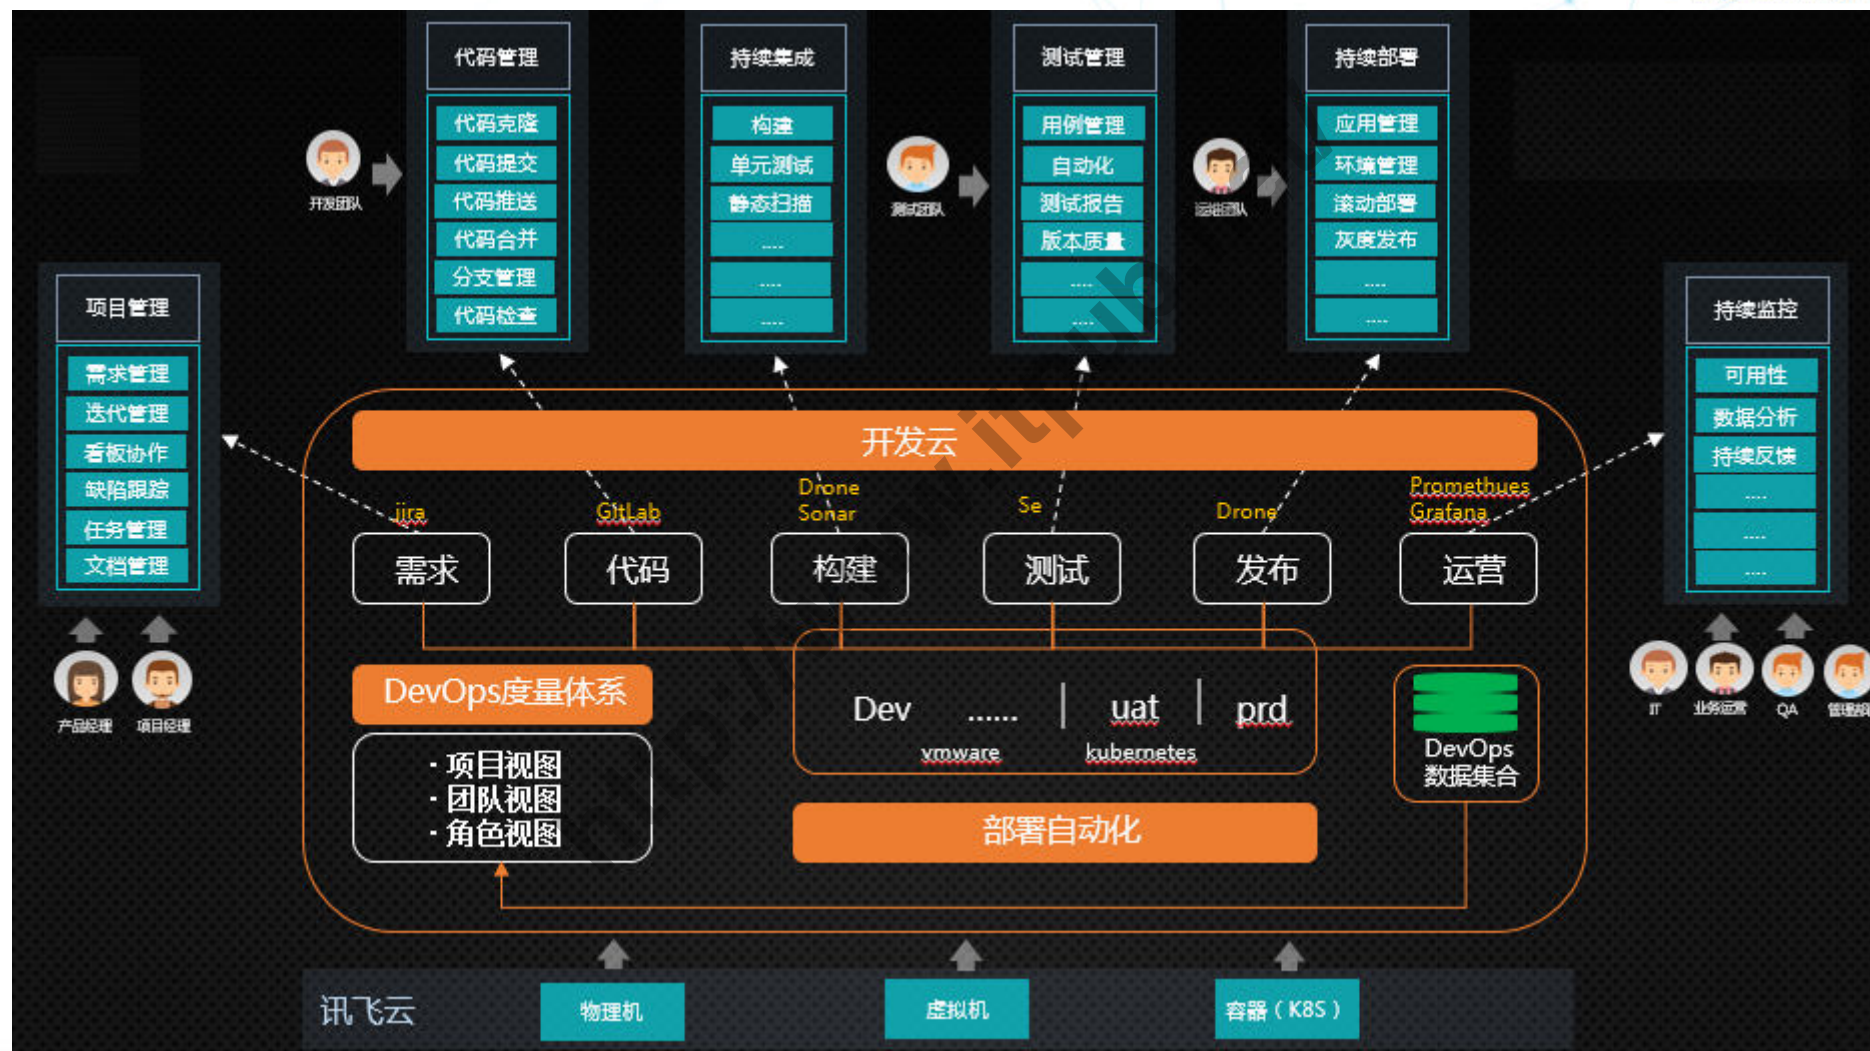 代码管理
代码克隆
代码提交
代码推送
代码合并
分支管理
代码检查
持续集成
构建
单元测试
静态扫描
....
....
....
测试管理
用例管理
自动化
测试报告
版本质量
....
....
持续部署
应用管理
环境管理
滚动部署
灰度发布
....
....
开发团队
测试团队
运维团队
项目管理
需求管理
迭代管理
看板协作
缺陷跟踪
任务管理
文档管理
产品经理
项目经理
持续监控
可用性
数据分析
持续反馈
....
....
....
IT
业务运营
QA
开发云
jira
GitLab
Drone
Sonar
Se
Drone
Promethues
Grafana
需求
代码
构建
测试
发布
运营
DevOps度量体系
- 项目视图
- 团队视图
- 角色视图
Dev ...... | uat | prd
vmware kubernetes
部署自动化
DevOps
数据集合
讯飞云
物理机
虚拟机
容器（K8S）